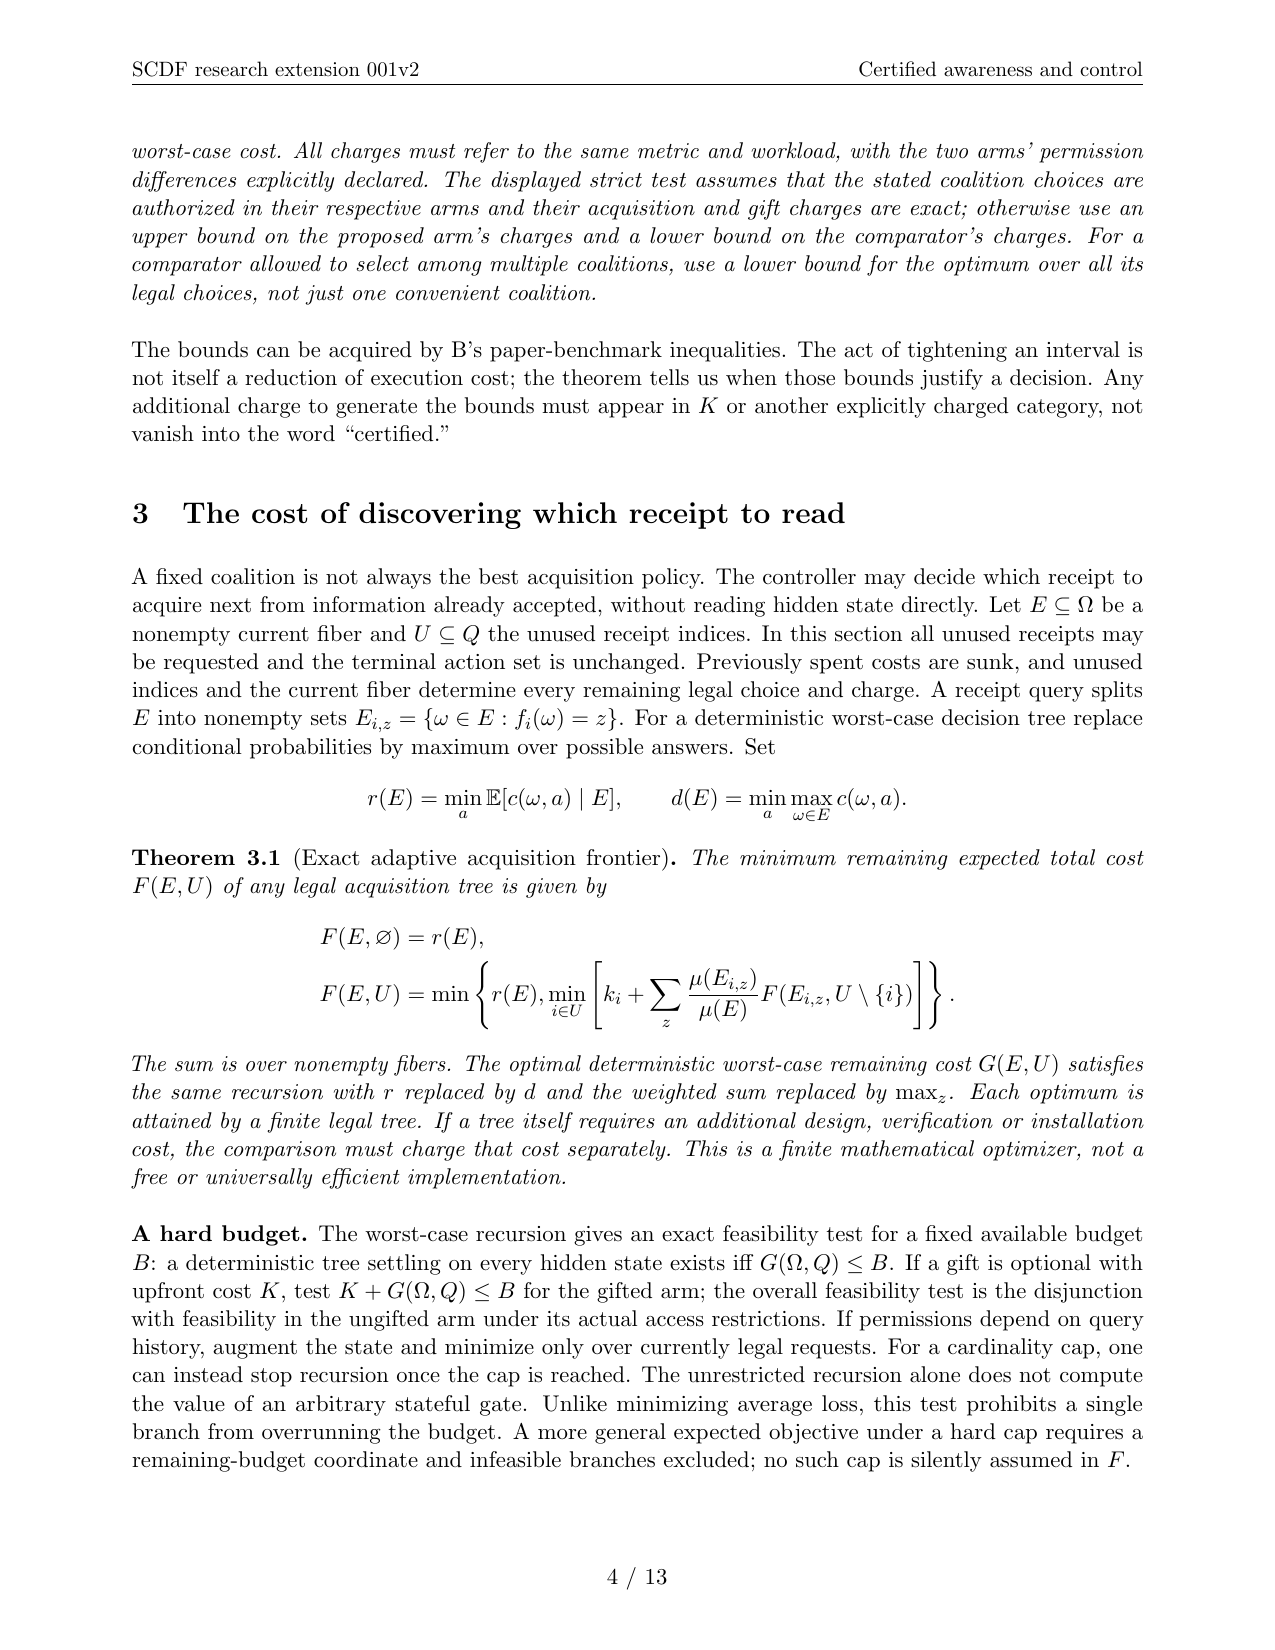 SCDF research extension 001v2 Certified awareness and control
worst-case cost. All charges must refer to the same metric and workload, with the two arms' permission
differences explicitly declared. The displayed strict test assumes that the stated coalition choices are
authorized in their respective arms and their acquisition and gift charges are exact; otherwise use an
upper bound on the proposed arm's charges and a lower bound on the comparator's charges. For a
comparator allowed to select among multiple coalitions, use a lower bound for the optimum over all its
legal choices, not just one convenient coalition.
The bounds can be acquired by B's paper-benchmark inequalities. The act of tightening an interval is
not itself a reduction of execution cost; the theorem tells us when those bounds justify a decision. Any
additional charge to generate the bounds must appear in K or another explicitly charged category, not
vanish into the word “certified.”
3 The cost of discovering which receipt to read
A fixed coalition is not always the best acquisition policy. The controller may decide which receipt to
acquire next from information already accepted, without reading hidden state directly. Let E ⊆ Ω be a
nonempty current fiber and U ⊆ Q the unused receipt indices. In this section all unused receipts may
be requested and the terminal action set is unchanged. Previously spent costs are sunk, and unused
indices and the current fiber determine every remaining legal choice and charge. A receipt query splits
E into nonempty sets E_{i,z} = {ω ∈ E : f_i(ω) = z}. For a deterministic worst-case decision tree replace
conditional probabilities by maximum over possible answers. Set
r(E) = min_a 𝔼[c(ω, a) | E], d(E) = min_a max_{ω∈E} c(ω, a).
Theorem 3.1 (Exact adaptive acquisition frontier). The minimum remaining expected total cost
F(E, U) of any legal acquisition tree is given by
F(E, ∅) = r(E),
F(E, U) = min { r(E), min_{i∈U} [ k_i + ∑_z μ(E_{i,z})/μ(E) F(E_{i,z}, U \ {i}) ] } .
The sum is over nonempty fibers. The optimal deterministic worst-case remaining cost G(E, U) satisfies
the same recursion with r replaced by d and the weighted sum replaced by max_z. Each optimum is
attained by a finite legal tree. If a tree itself requires an additional design, verification or installation
cost, the comparison must charge that cost separately. This is a finite mathematical optimizer, not a
free or universally efficient implementation.
A hard budget. The worst-case recursion gives an exact feasibility test for a fixed available budget
B: a deterministic tree settling on every hidden state exists iff G(Ω, Q) ≤ B. If a gift is optional with
upfront cost K, test K + G(Ω, Q) ≤ B for the gifted arm; the overall feasibility test is the disjunction
with feasibility in the ungifted arm under its actual access restrictions. If permissions depend on query
history, augment the state and minimize only over currently legal requests. For a cardinality cap, one
can instead stop recursion once the cap is reached. The unrestricted recursion alone does not compute
the value of an arbitrary stateful gate. Unlike minimizing average loss, this test prohibits a single
branch from overrunning the budget. A more general expected objective under a hard cap requires a
remaining-budget coordinate and infeasible branches excluded; no such cap is silently assumed in F.
4 / 13